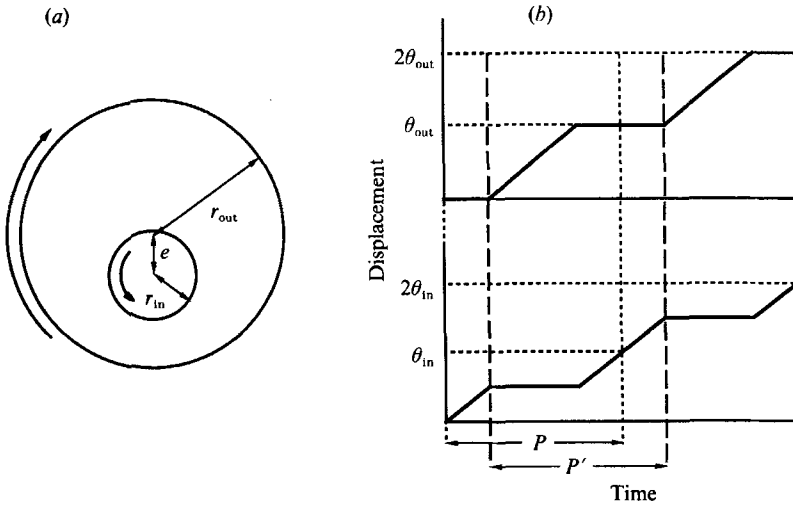 (a)
r_out
e
r_in
(b)
2θ_out
θ_out
Displacement
2θ_in
θ_in
P
P′
Time